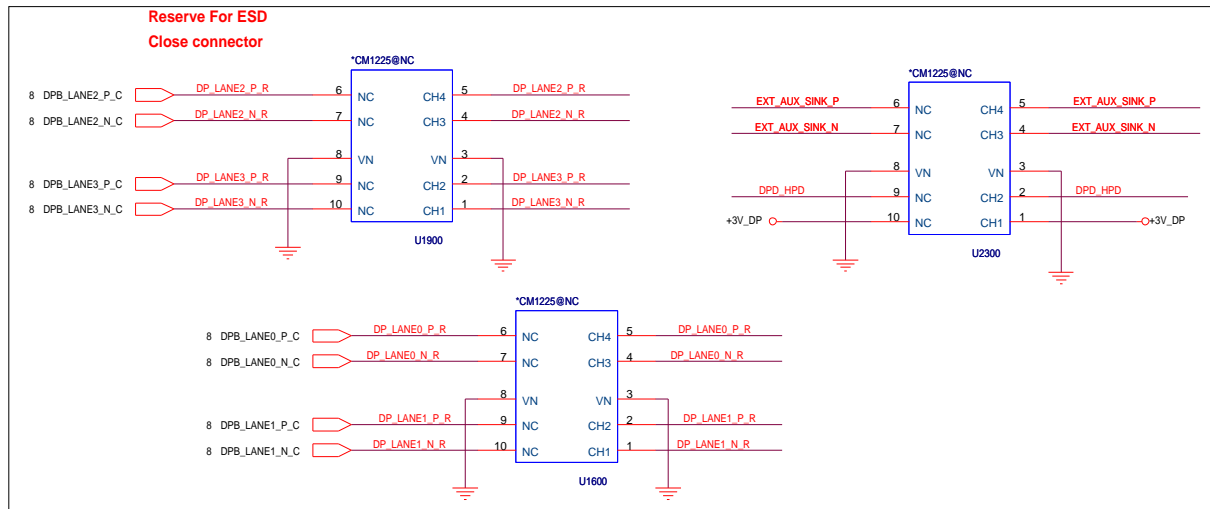 Reserve For ESD
Close connector
*CM1225@NC
8 DPB_LANE2_P_C DP_LANE2_P_R 6 NC CH4 5 DP_LANE2_P_R
8 DPB_LANE2_N_C DP_LANE2_N_R 7 NC CH3 4 DP_LANE2_N_R
8 VN VN 3
8 DPB_LANE3_P_C DP_LANE3_P_R 9 NC CH2 2 DP_LANE3_P_R
8 DPB_LANE3_N_C DP_LANE3_N_R 10 NC CH1 1 DP_LANE3_N_R
U1900
*CM1225@NC
EXT_AUX_SINK_P 6 NC CH4 5 EXT_AUX_SINK_P
EXT_AUX_SINK_N 7 NC CH3 4 EXT_AUX_SINK_N
8 VN VN 3
DPD_HPD 9 NC CH2 2 DPD_HPD
+3V_DP 10 NC CH1 1 +3V_DP
U2300
*CM1225@NC
8 DPB_LANE0_P_C DP_LANE0_P_R 6 NC CH4 5 DP_LANE0_P_R
8 DPB_LANE0_N_C DP_LANE0_N_R 7 NC CH3 4 DP_LANE0_N_R
8 VN VN 3
8 DPB_LANE1_P_C DP_LANE1_P_R 9 NC CH2 2 DP_LANE1_P_R
8 DPB_LANE1_N_C DP_LANE1_N_R 10 NC CH1 1 DP_LANE1_N_R
U1600